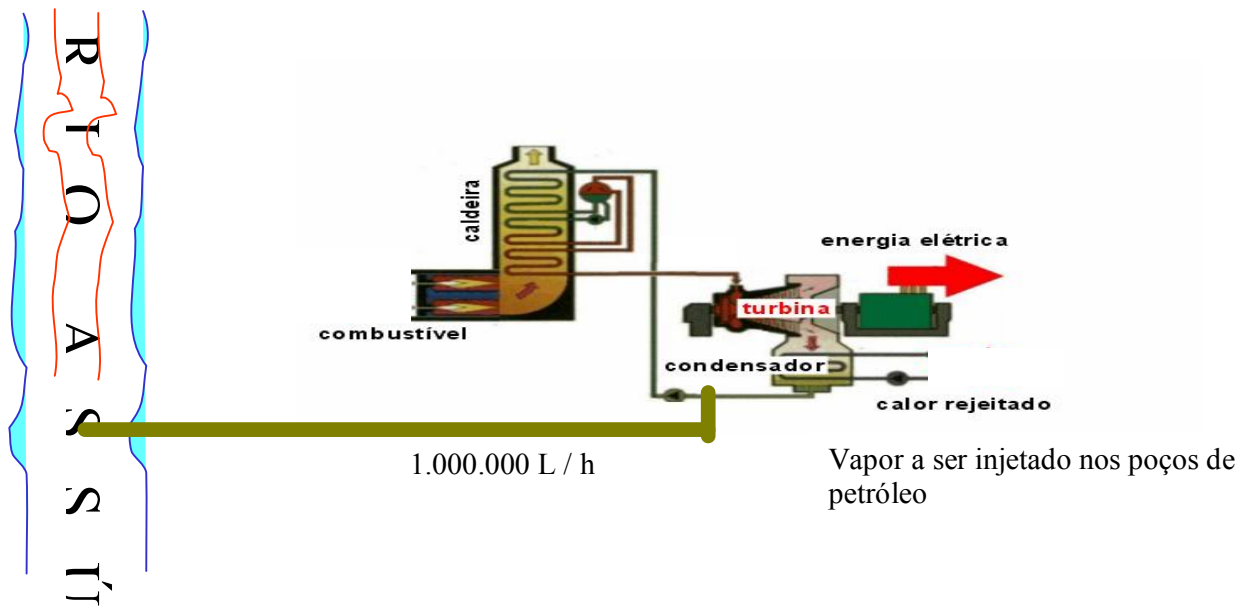 RIO ASSÚ
caldeira
energia elétrica
turbina
combustível
condensador
calor rejeitado
1.000.000 L / h
Vapor a ser injetado nos poços de
petróleo